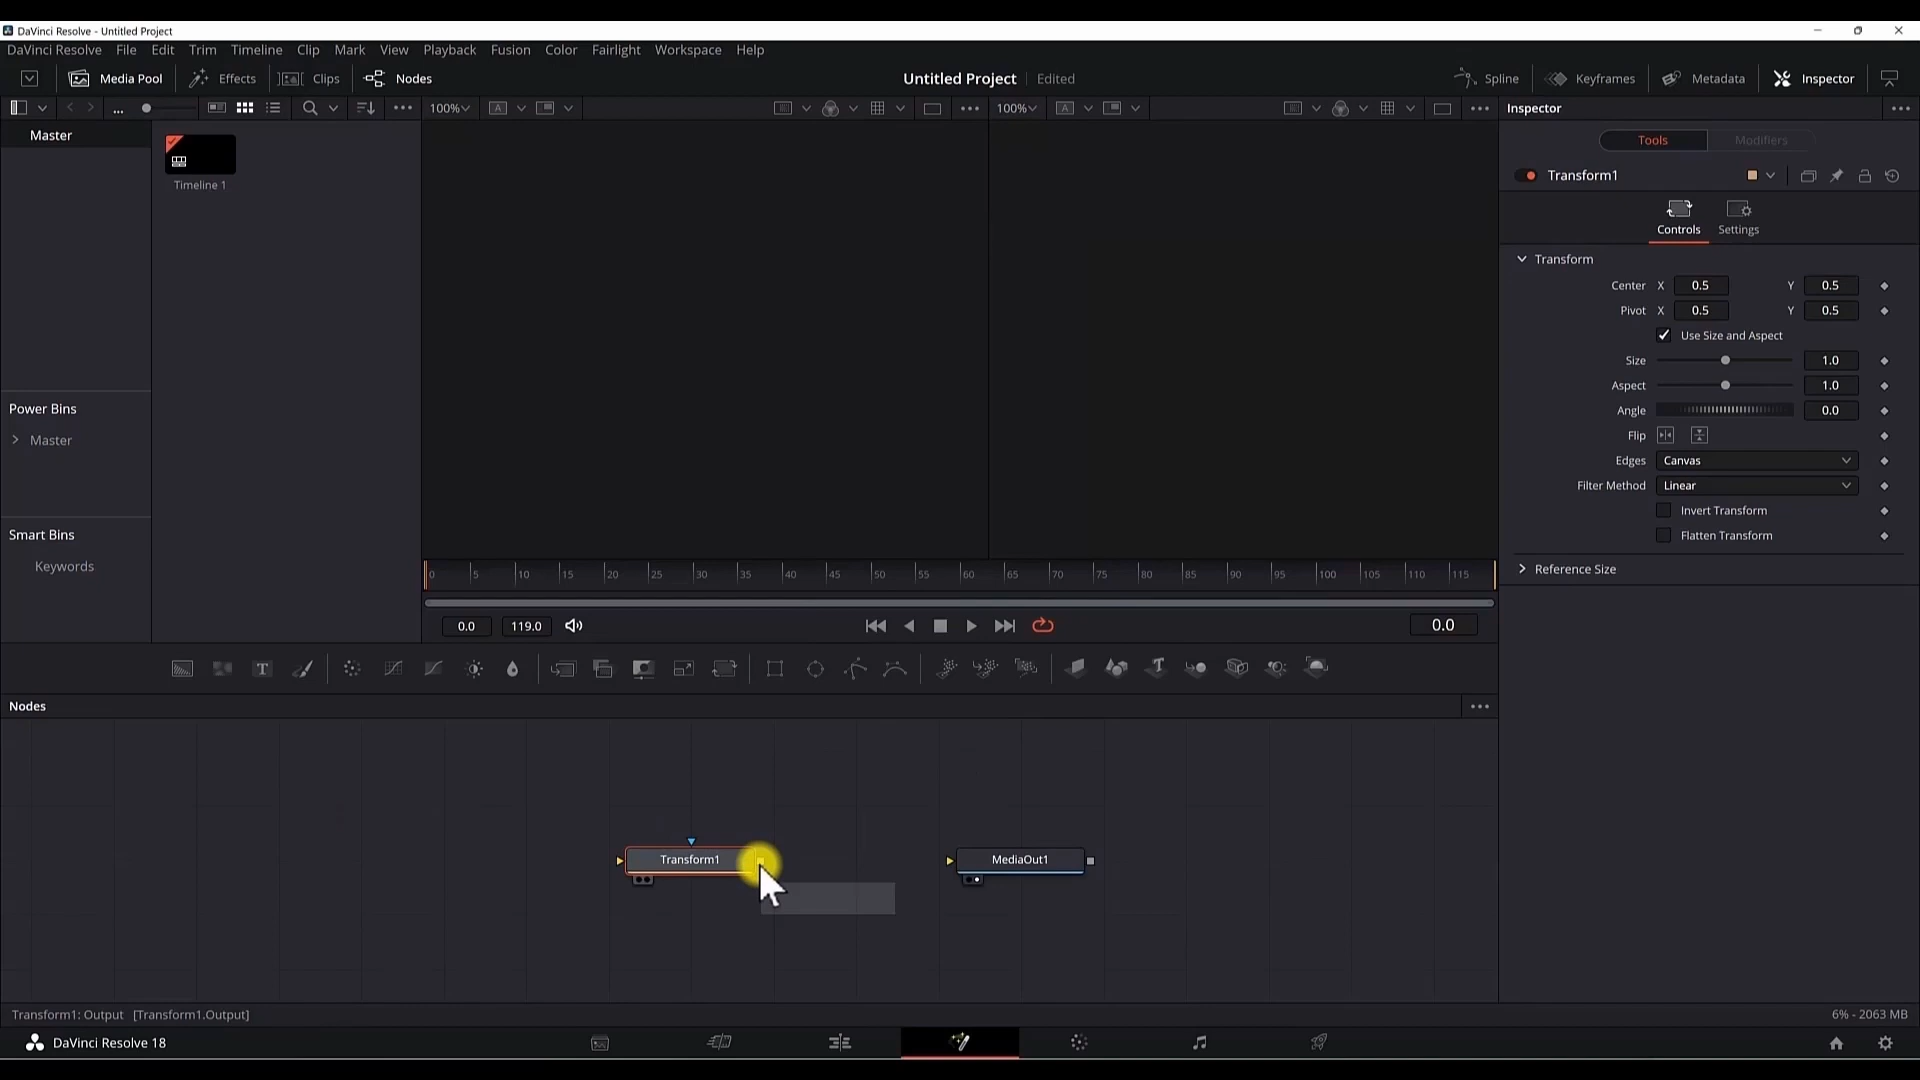 DaVinci Resolve - Untitled Project
DaVinci Resolve File Edit Trim Timeline Clip Mark View Playback Fusion Color Fairlight Workspace Help
Media Pool Effects Clips Nodes Untitled Project Edited Spline Keyframes Metadata Inspector
... 100% A 100% A Inspector
Master
Timeline 1
Tools Modifiers
Transform1
Controls Settings
Transform
Center X 0.5 Y 0.5
Pivot X 0.5 Y 0.5
Use Size and Aspect
Size 1.0
Aspect 1.0
Angle 0.0
Flip
Edges Canvas
Filter Method Linear
Invert Transform
Flatten Transform
Reference Size
Power Bins
Master
Smart Bins
Keywords
0 5 10 15 20 25 30 35 40 45 50 55 60 65 70 75 80 85 90 95 100 105 110 115
0.0 119.0 0.0
T T
Nodes
Transform1 MediaOut1
Transform1: Output [Transform1.Output] 6% - 2063 MB
DaVinci Resolve 18